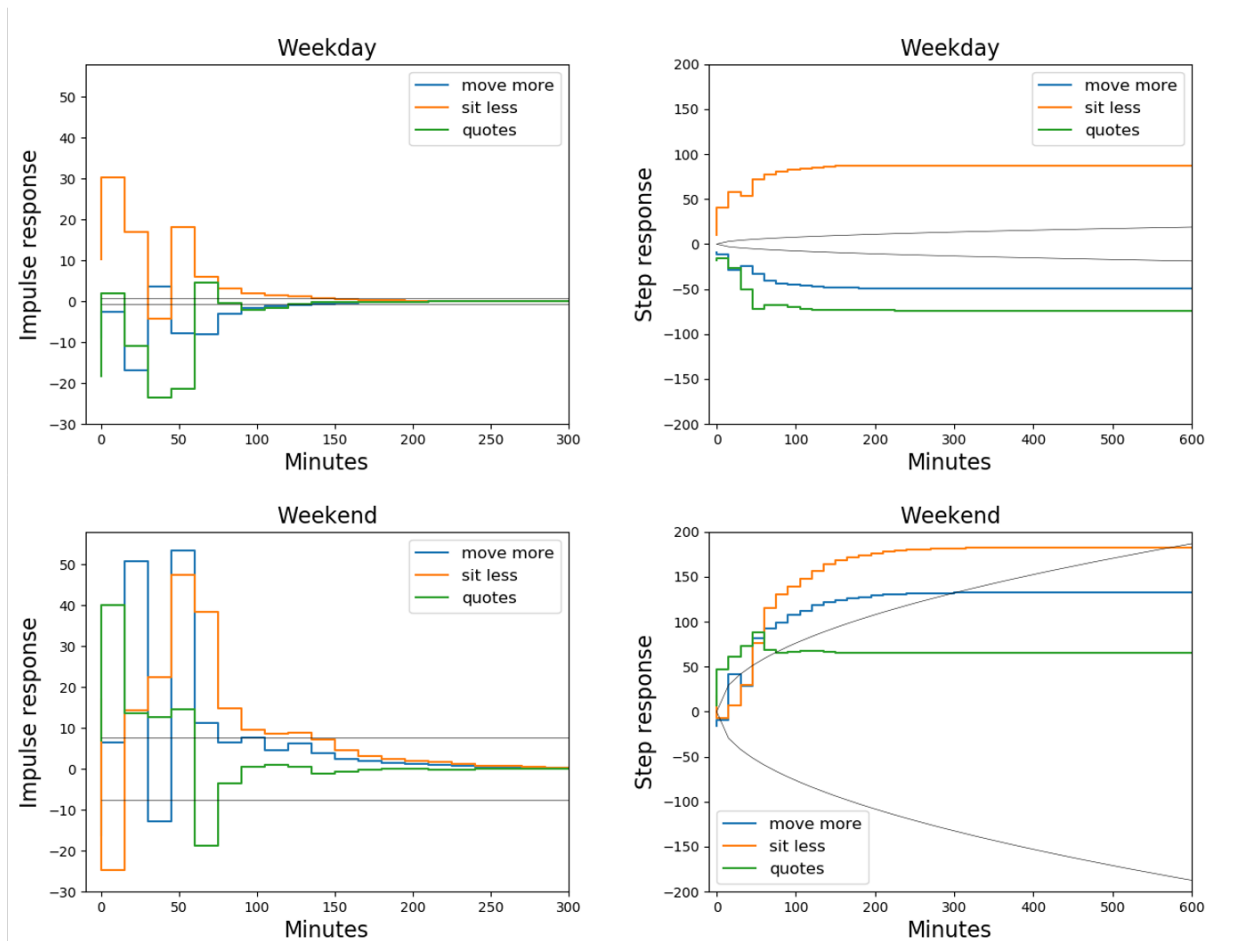 Weekday
Impulse response
50
40
30
20
10
0
−10
−20
−30
move more
sit less
quotes
0 50 100 150 200 250 300
Minutes
Weekday
Step response
200
150
100
50
0
−50
−100
−150
−200
move more
sit less
quotes
0 100 200 300 400 500 600
Minutes
Weekend
Impulse response
50
40
30
20
10
0
−10
−20
−30
move more
sit less
quotes
0 50 100 150 200 250 300
Minutes
Weekend
Step response
200
150
100
50
0
−50
−100
−150
−200
move more
sit less
quotes
0 100 200 300 400 500 600
Minutes